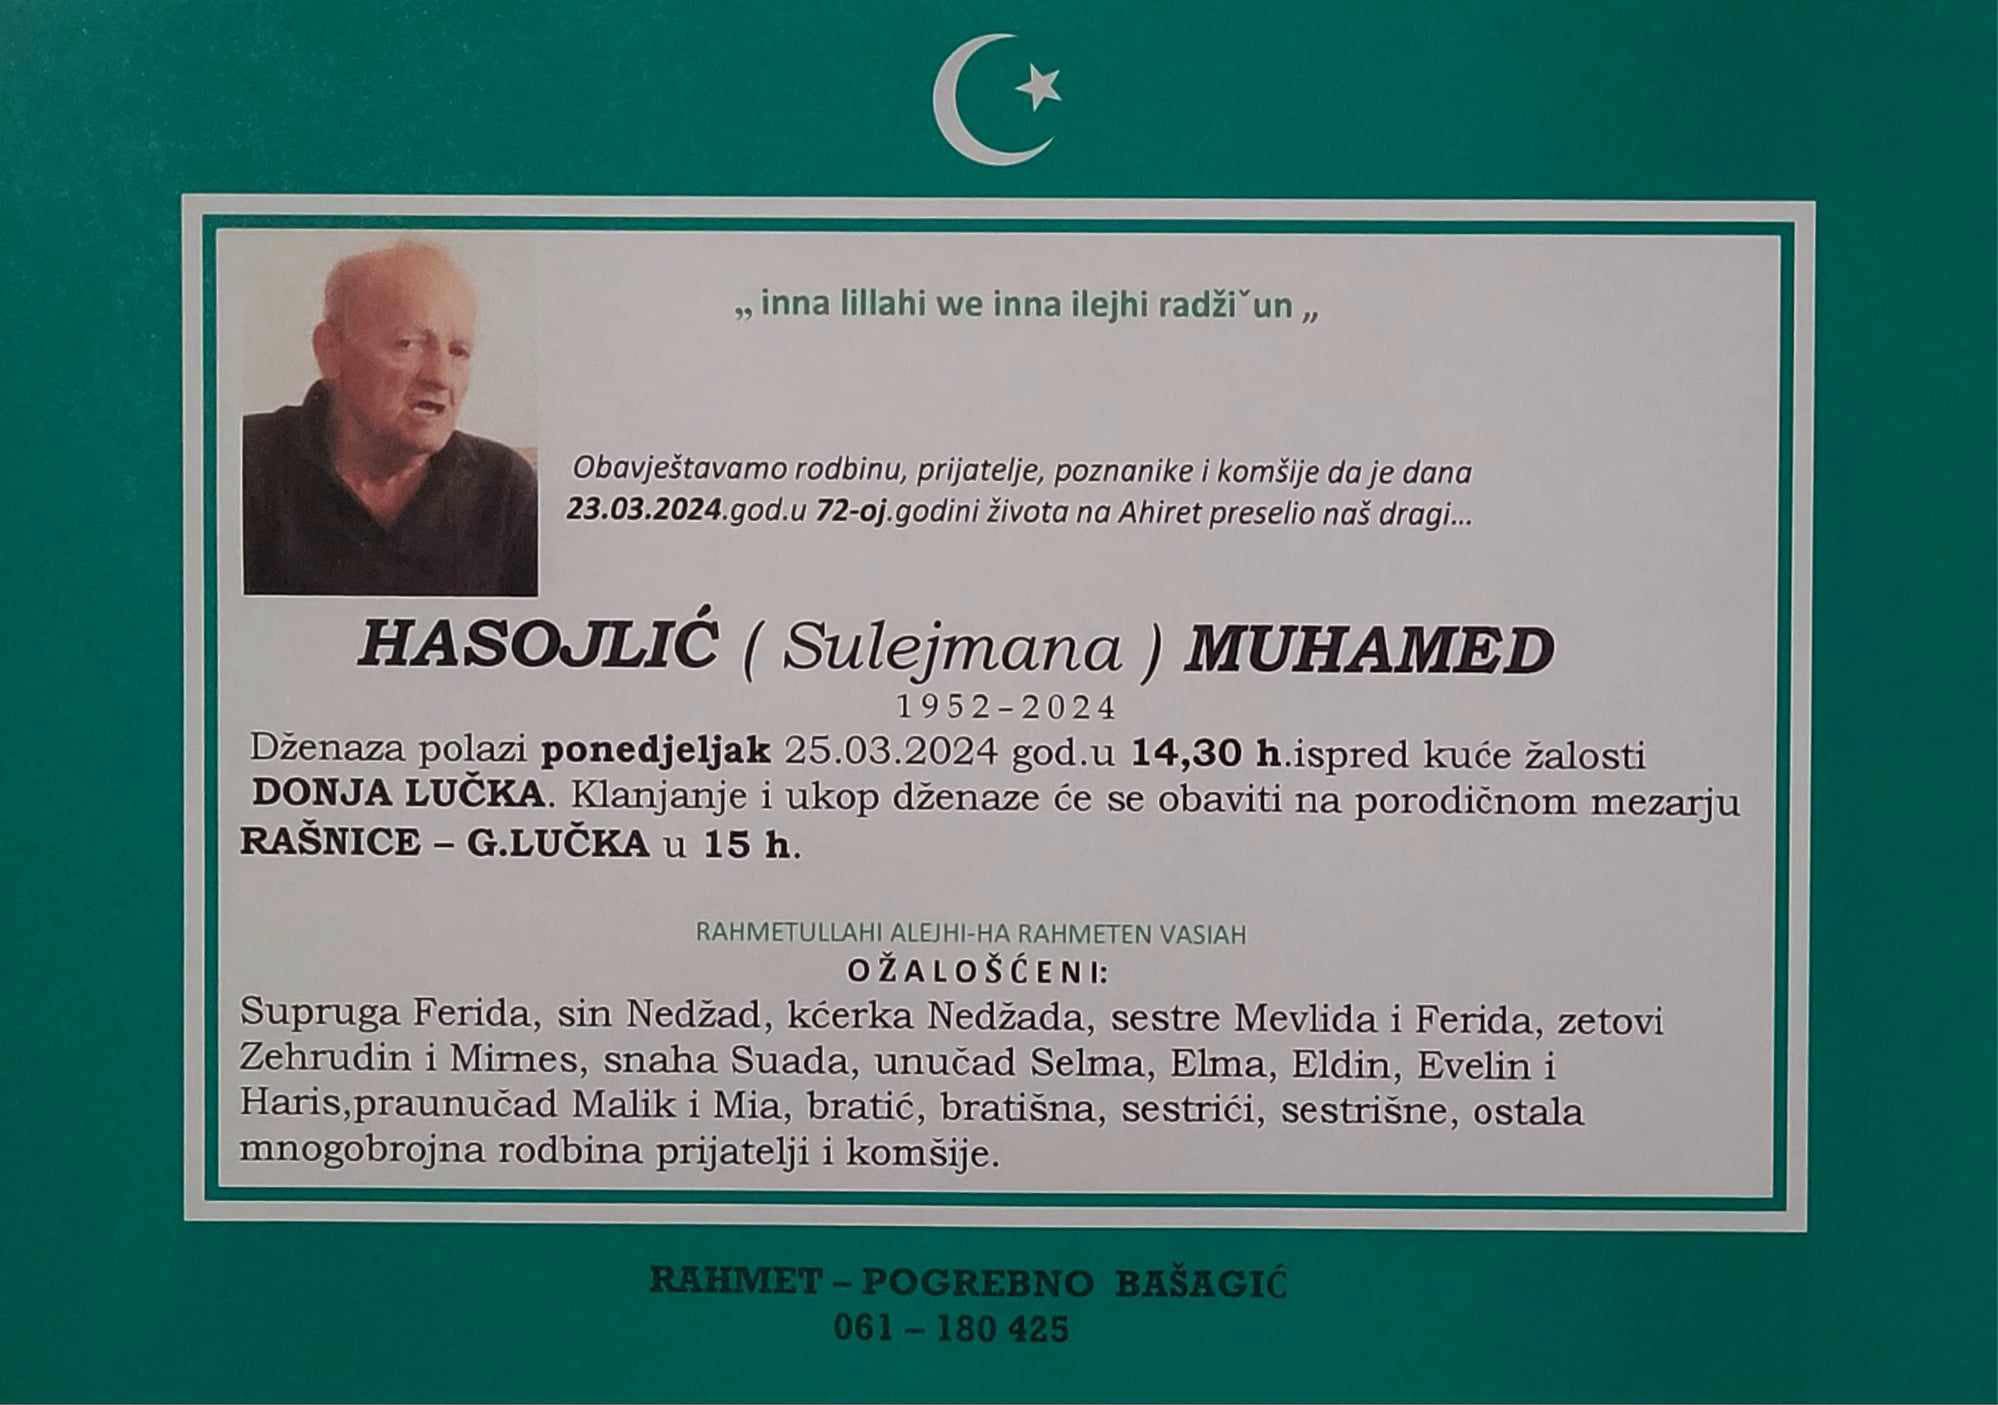 „ inna lillahi we inna ilejhi radžiˇun „
Obavještavamo rodbinu, prijatelje, poznanike i komšije da je dana
23.03.2024.god.u 72-oj.godini života na Ahiret preselio naš dragi...
HASOJLIĆ ( Sulejmana ) MUHAMED
1952–2024
Dženaza polazi ponedjeljak 25.03.2024 god.u 14,30 h.ispred kuće žalosti
DONJA LUČKA. Klanjanje i ukop dženaze će se obaviti na porodičnom mezarju
RAŠNICE – G.LUČKA u 15 h.
RAHMETULLAHI ALEJHI-HA RAHMETEN VASIAH
OŽALOŠĆENI:
Supruga Ferida, sin Nedžad, kćerka Nedžada, sestre Mevlida i Ferida, zetovi
Zehrudin i Mirnes, snaha Suada, unučad Selma, Elma, Eldin, Evelin i
Haris,praunučad Malik i Mia, bratić, bratišna, sestrići, sestrišne, ostala
mnogobrojna rodbina prijatelji i komšije.
RAHMET – POGREBNO BAŠAGIĆ
061 – 180 425